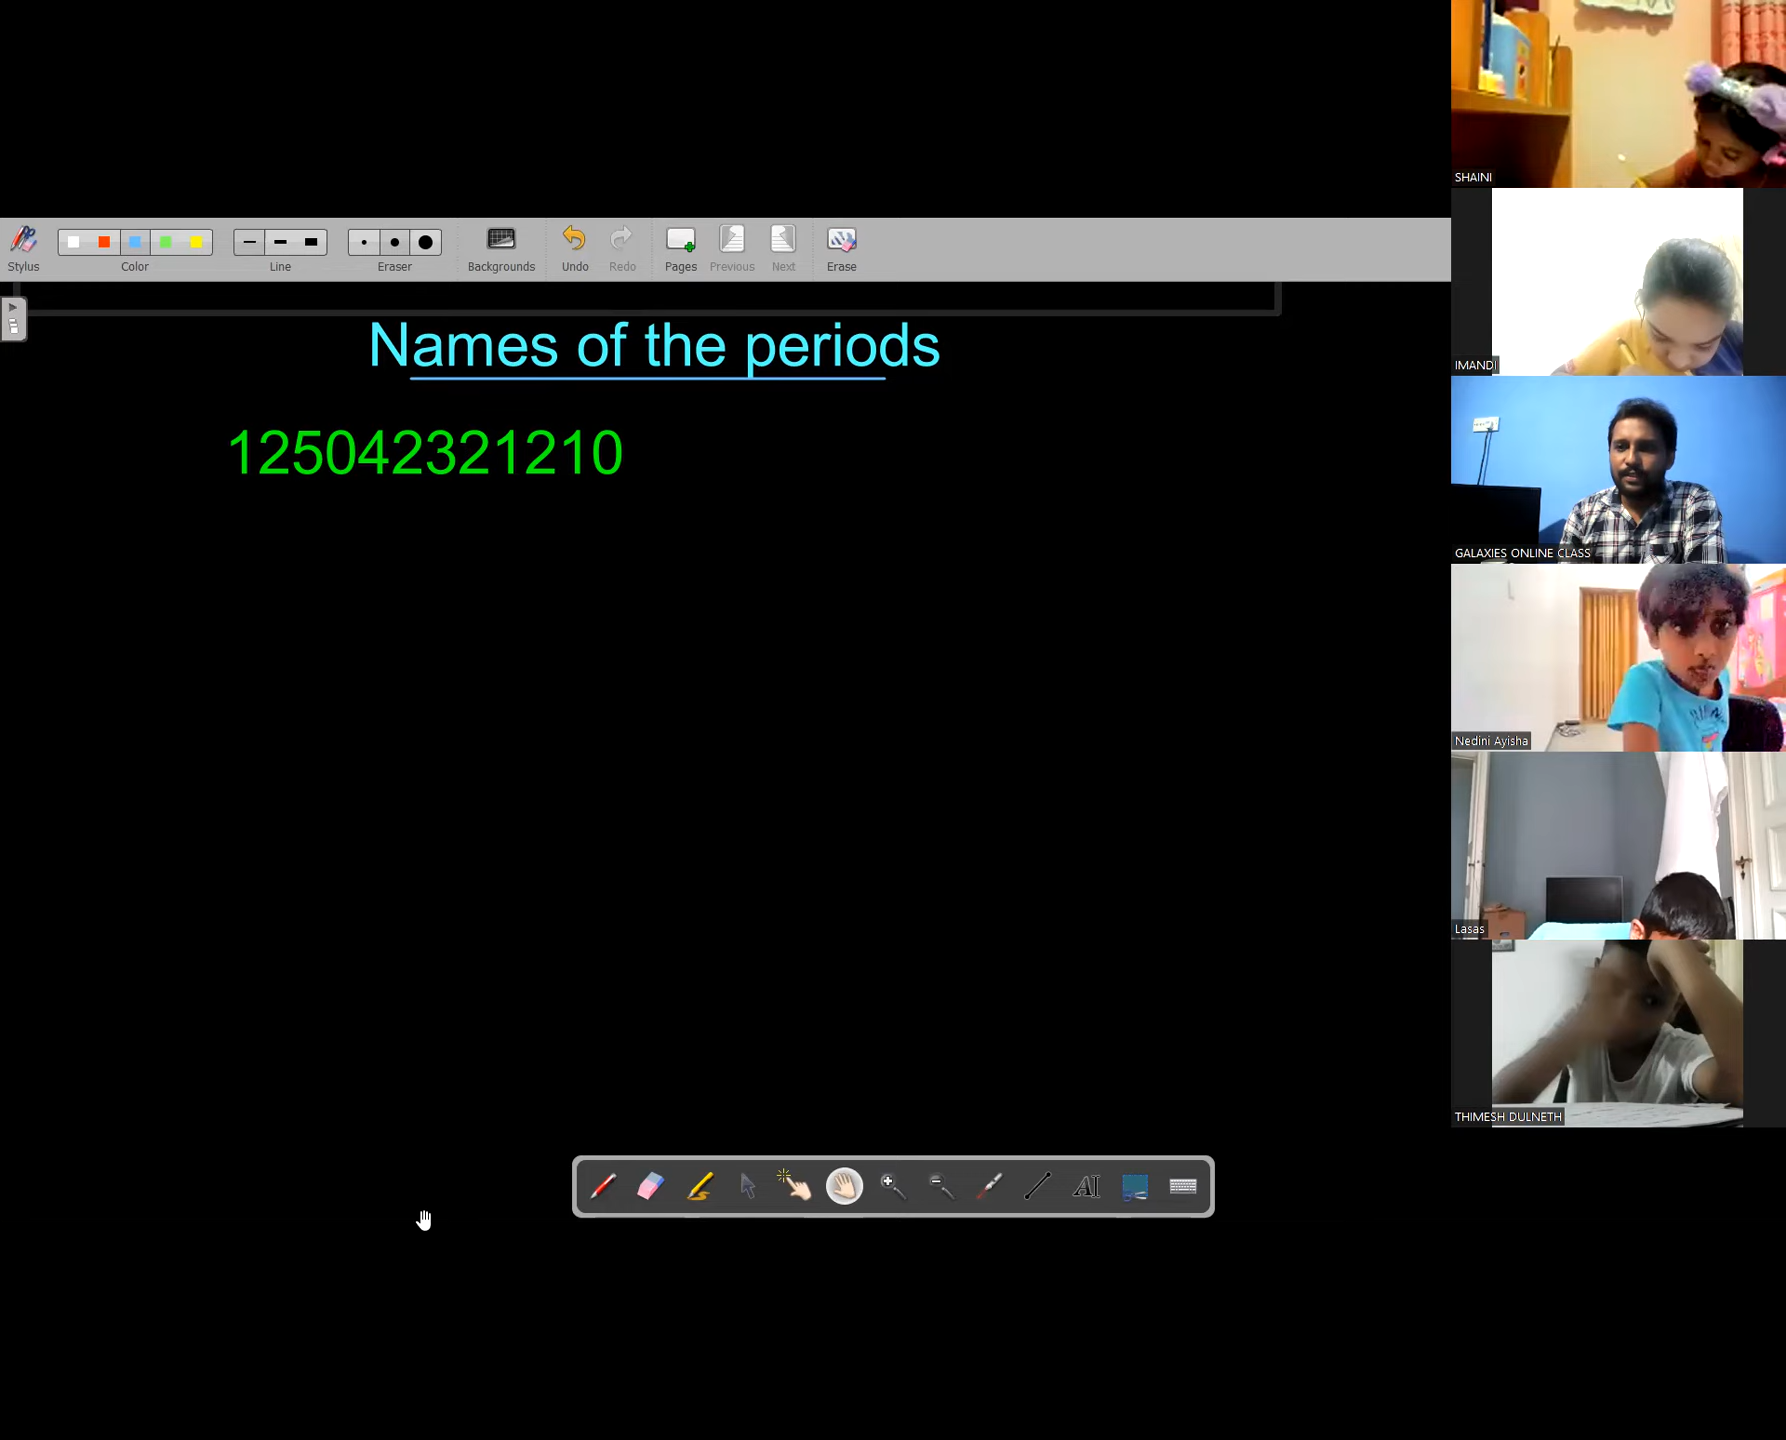 SHAINI
Stylus
Color
Line
Eraser
Backgrounds
Undo
Redo
Pages
Previous
Next
Erase
Names of the periods
IMANDI
125042321210
GALAXIES ONLINE CLASS
Nedini Ayisha
Lasas
THIMESH DULNETH
AI